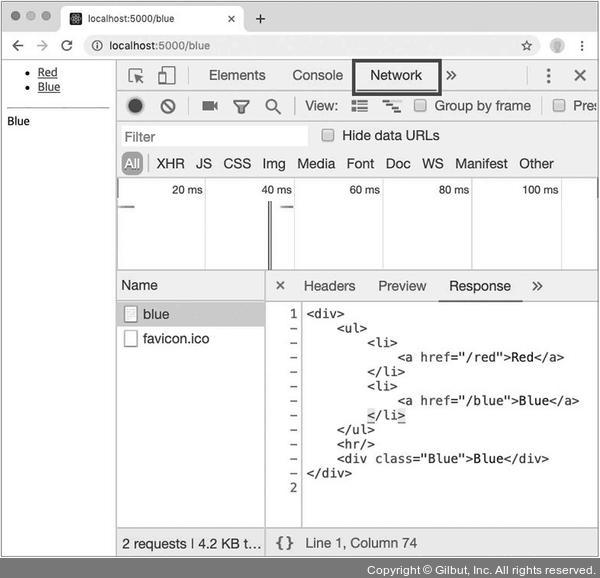 localhost:5000/blue
localhost:5000/blue
Red
Blue
Blue
Elements Console Network
View: Group by frame Pres
Filter Hide data URLs
All XHR JS CSS Img Media Font Doc WS Manifest Other
20 ms 40 ms 60 ms 80 ms 100 ms
Name
blue
favicon.ico
2 requests | 4.2 KB t...
Headers Preview Response
1 <div>
- <ul>
- <li>
- <a href="/red">Red</a>
- </li>
- <li>
- <a href="/blue">Blue</a>
- </li>
- </ul>
- <hr/>
- <div class="Blue">Blue</div>
- </div>
2
{} Line 1, Column 74
Copyright © Gilbut, Inc. All rights reserved.